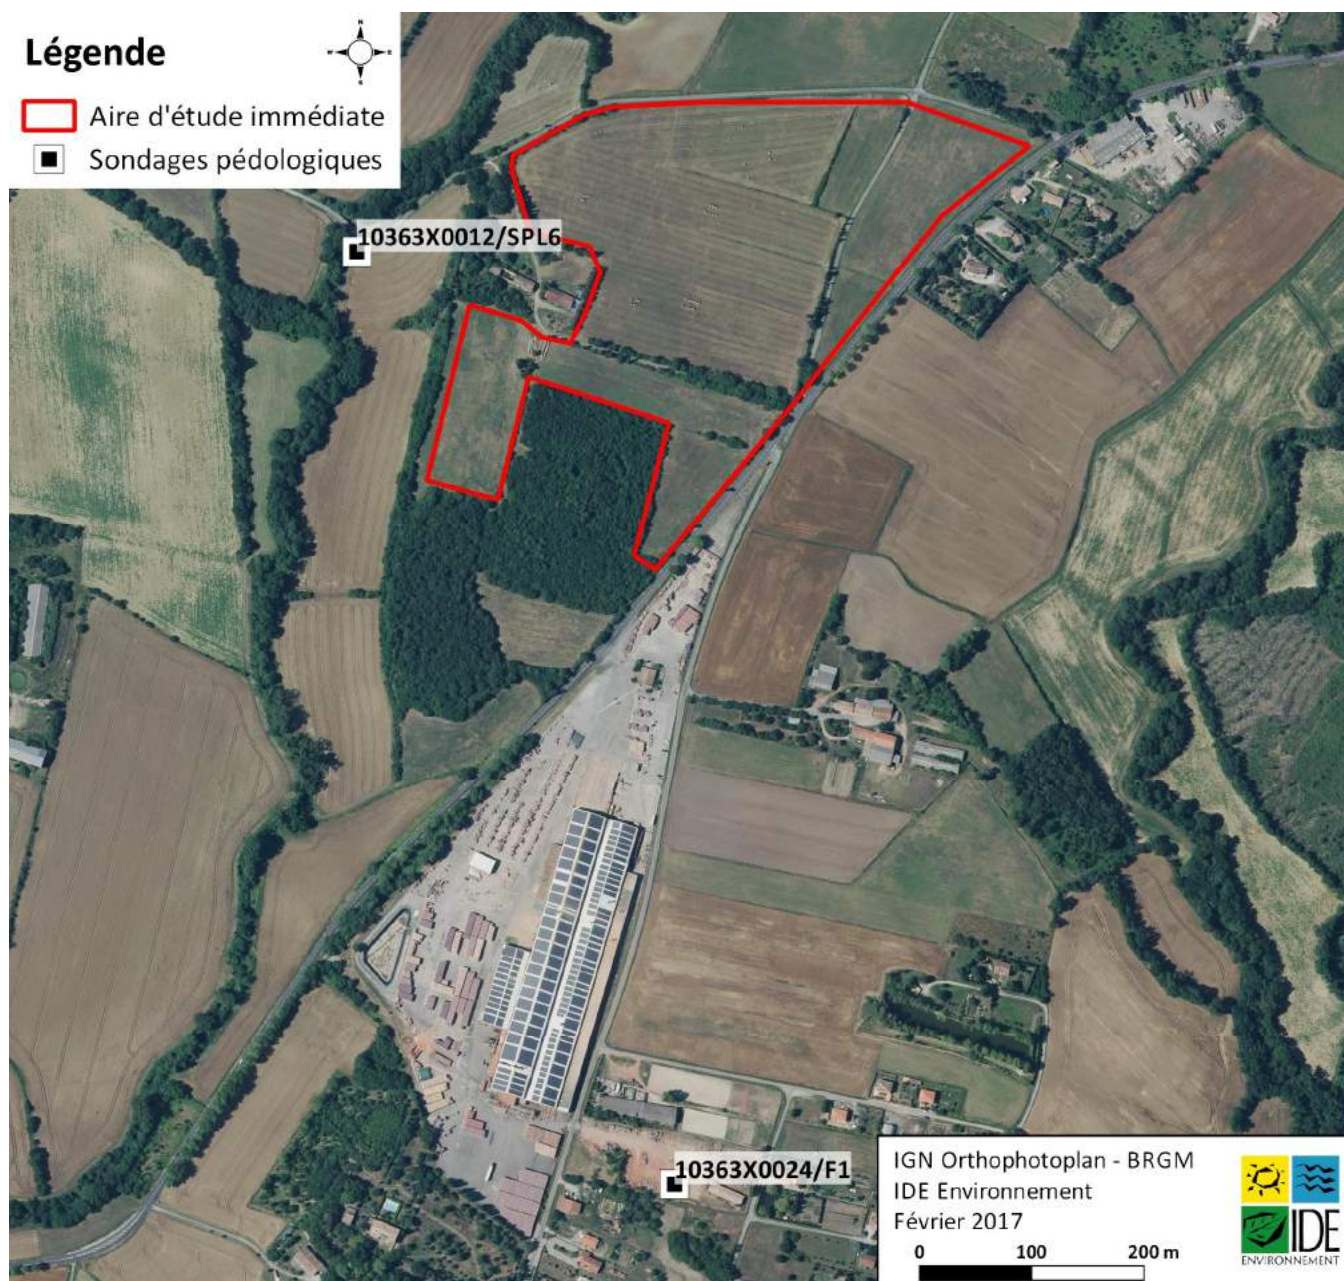 Légende
Aire d'étude immédiate
Sondages pédologiques
10363X0012/SPL6
10363X0024/F1
IGN Orthophotoplan - BRGM
IDE Environnement
Février 2017
0 100 200 m
IDE
ENVIRONNEMENT